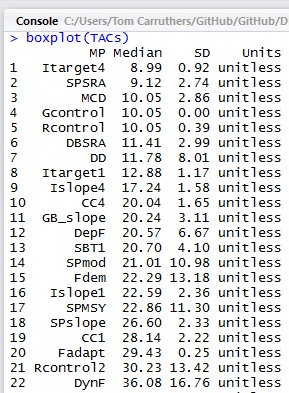 Console C:/Users/Tom Carruthers/GitHub/GitHub/D
> boxplot(TACs)
MP Median SD Units
1 Itarget4 8.99 0.92 unitless
2 SPSRA 9.12 2.74 unitless
3 MCD 10.05 2.86 unitless
4 Gcontrol 10.05 0.00 unitless
5 Rcontrol 10.05 0.39 unitless
6 DBSRA 11.41 2.99 unitless
7 DD 11.78 8.01 unitless
8 Itarget1 12.88 1.17 unitless
9 Islope4 17.24 1.58 unitless
10 CC4 20.04 1.65 unitless
11 GB_slope 20.24 3.11 unitless
12 DepF 20.57 6.67 unitless
13 SBT1 20.70 4.10 unitless
14 SPmod 21.01 10.98 unitless
15 Fdem 22.29 13.18 unitless
16 Islope1 22.59 2.36 unitless
17 SPMSY 22.86 11.30 unitless
18 SPslope 26.60 2.33 unitless
19 CC1 28.14 2.22 unitless
20 Fadapt 29.43 0.25 unitless
21 Rcontrol2 30.23 13.42 unitless
22 DynF 36.08 16.76 unitless